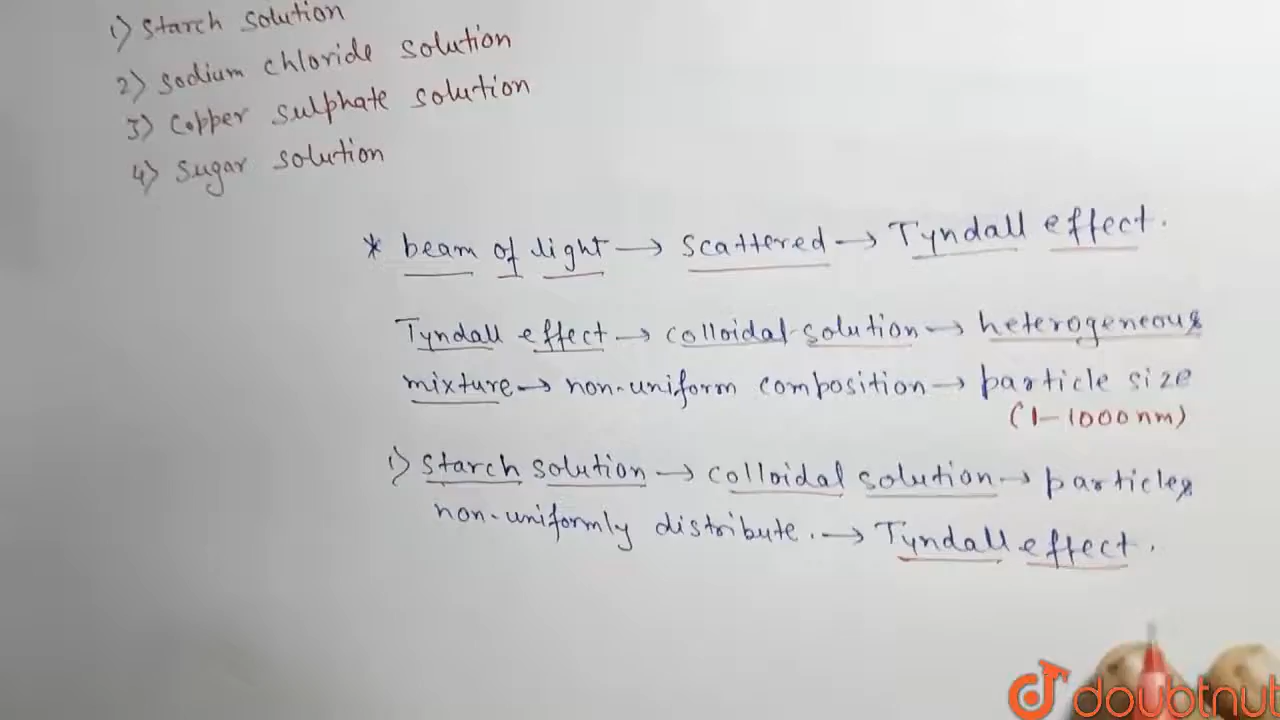 1) Starch solution
2) Sodium chloride solution
3) Copper sulphate solution
4) Sugar solution
* beam of light → scattered → Tyndall effect.
Tyndall effect → colloidal solution → heterogeneous
mixture → non-uniform composition → particle size
(1-1000nm)
1) Starch solution → colloidal solution → particles
non-uniformly distribute. → Tyndall effect.
doubtnut